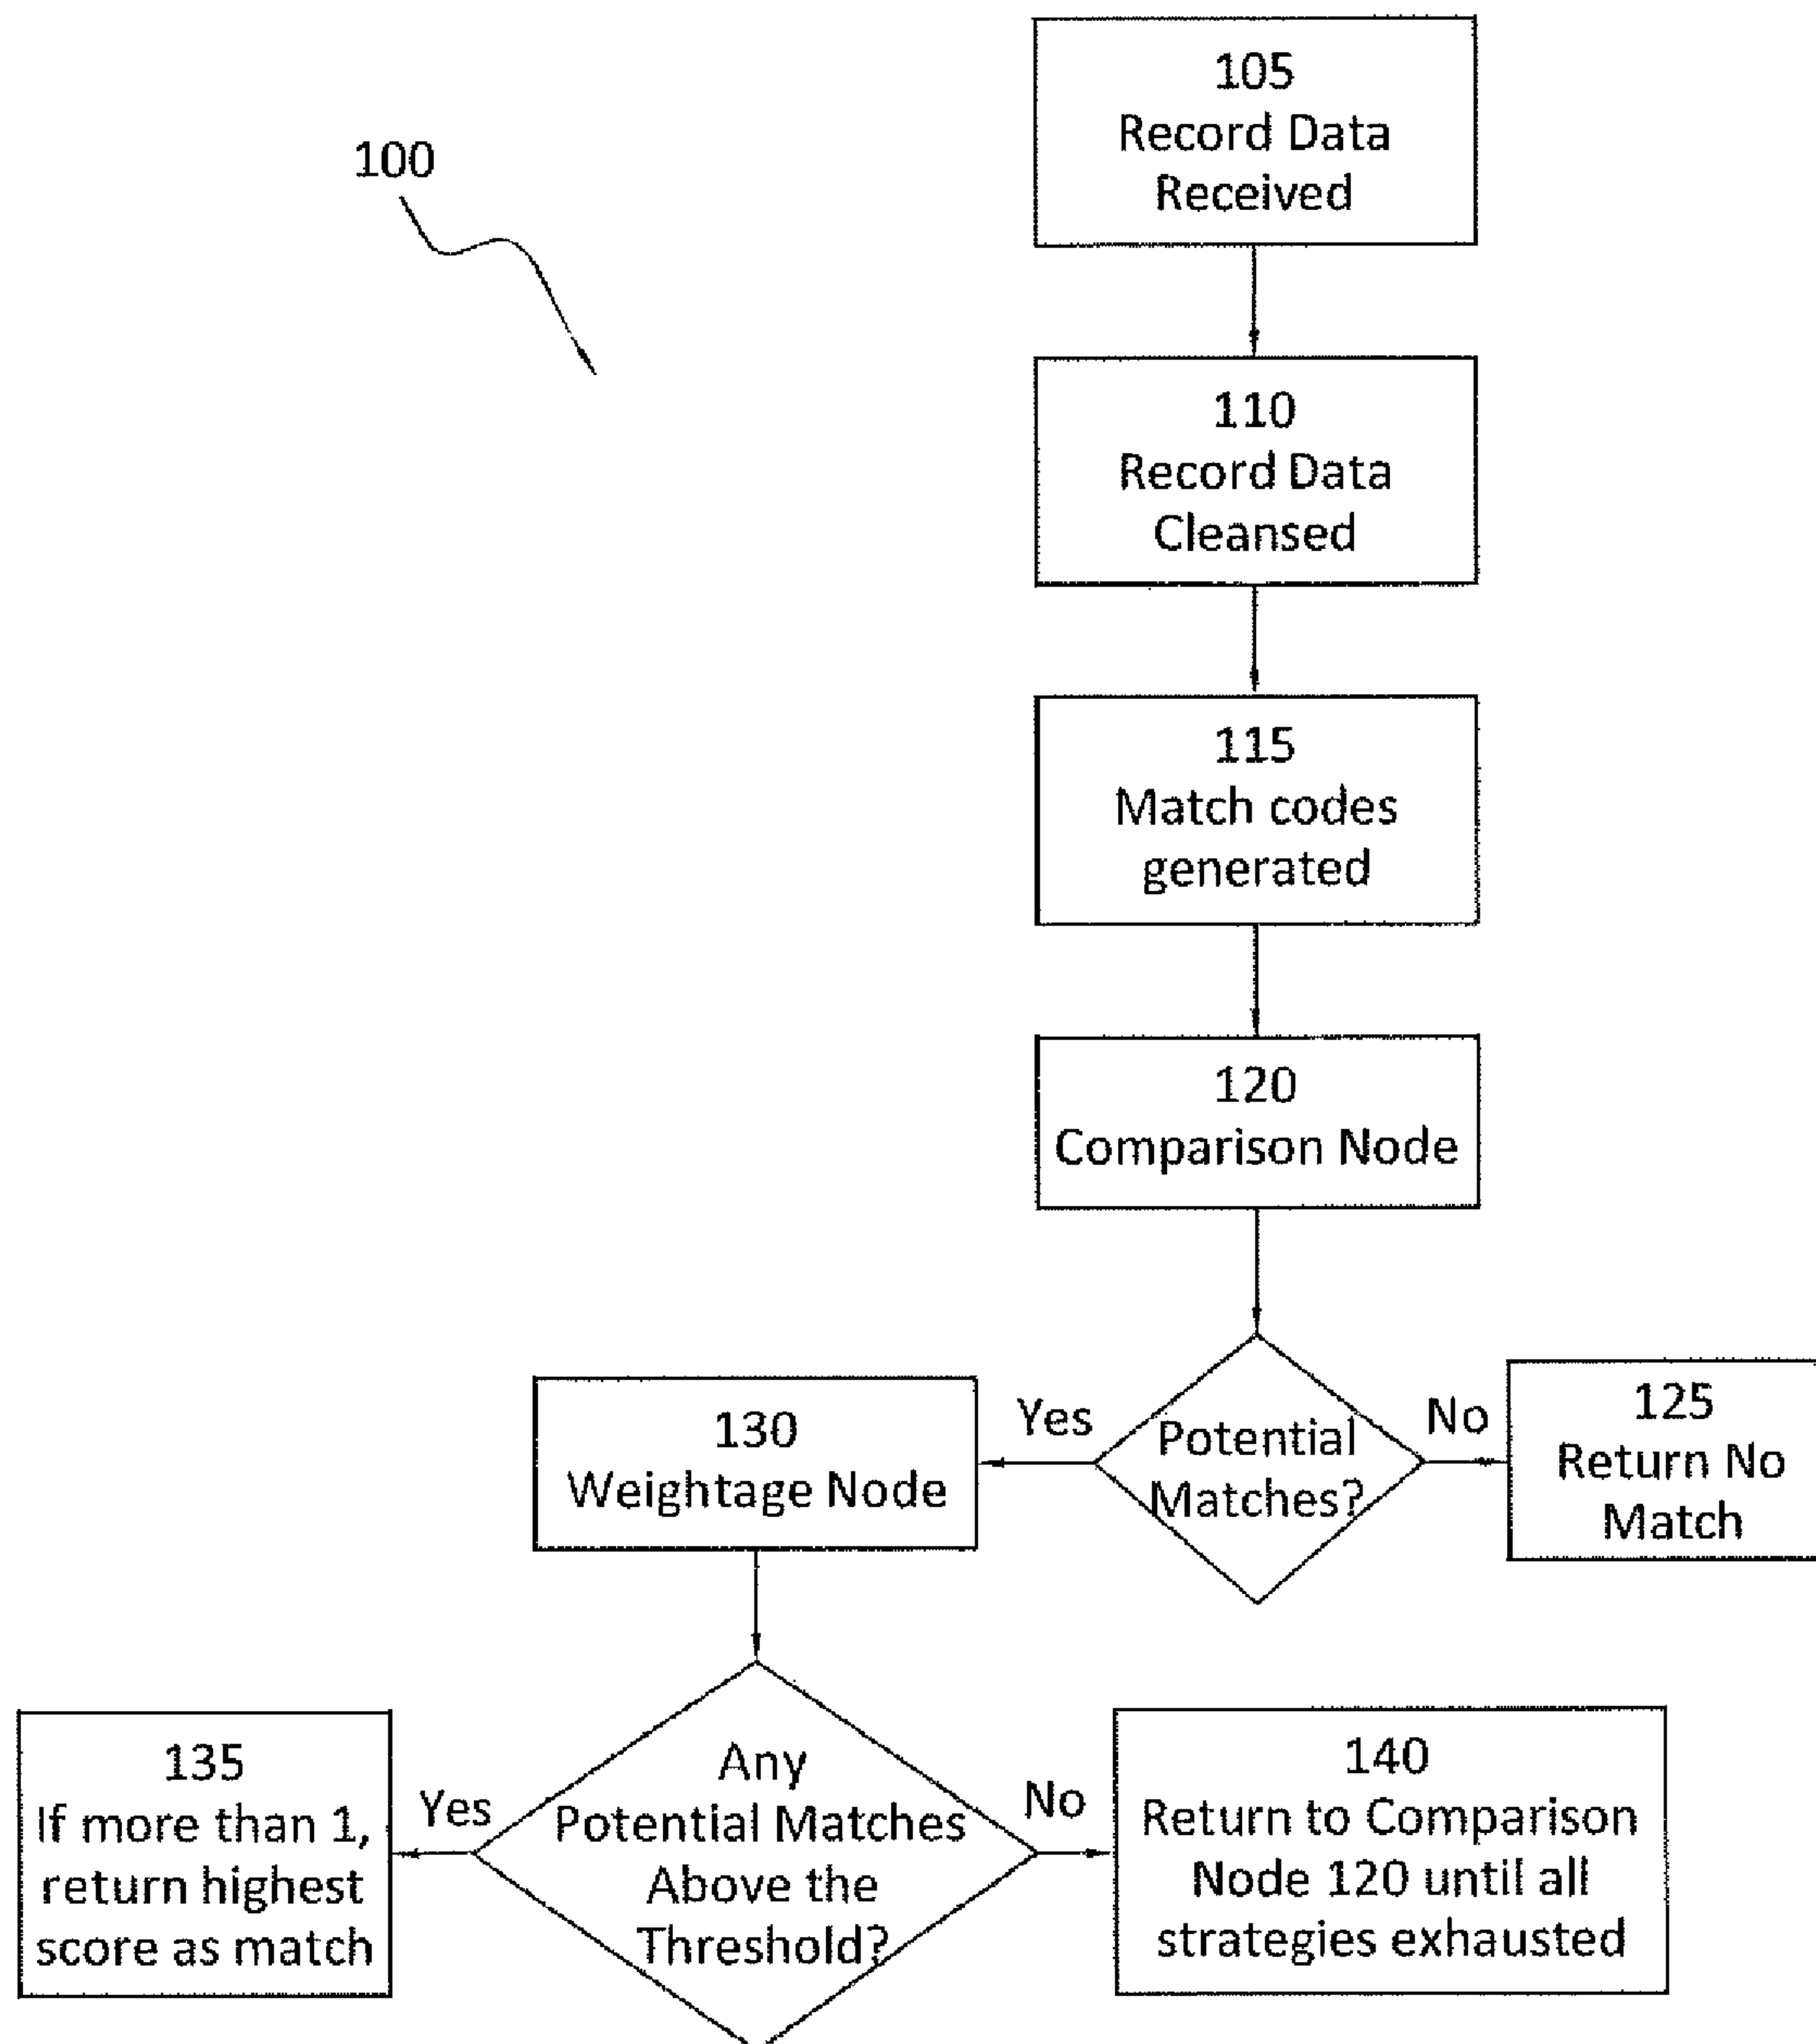 105
Record Data
Received
100
110
Record Data
Cleansed
115
Match codes
generated
120
Comparison Node
130
Weightage Node
Yes
Potential
Matches?
No
125
Return No
Match
135
If more than 1,
return highest
score as match
Yes
Any
Potential Matches
Above the
Threshold?
No
140
Return to Comparison
Node 120 until all
strategies exhausted